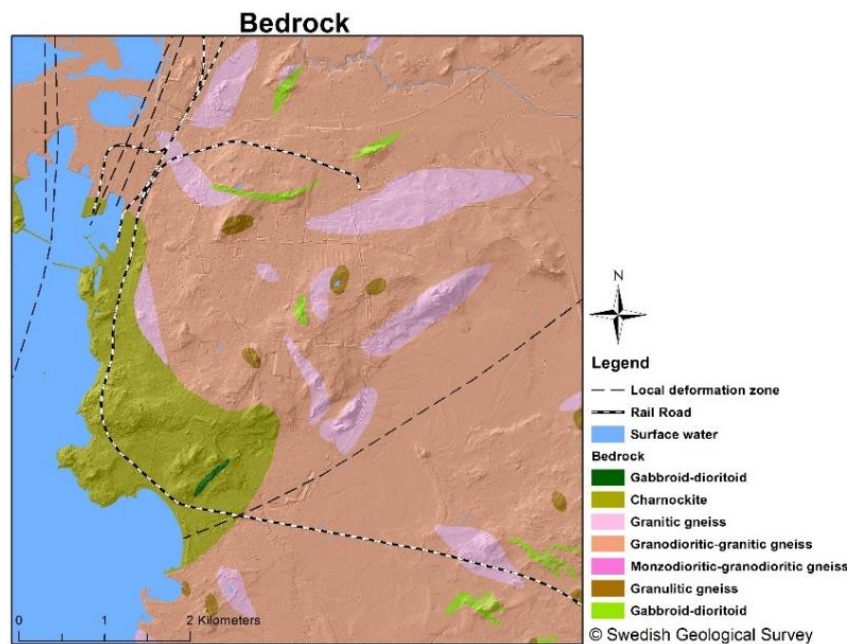 Bedrock
N
Legend
Local deformation zone
Rail Road
Surface water
Bedrock
Gabbroid-dioritoid
Charnockite
Granitic gneiss
Granodioritic-granitic gneiss
Monzodioritic-granodioritic gneiss
Granulitic gneiss
Gabbroid-dioritoid
0 1 2 Kilometers
© Swedish Geological Survey